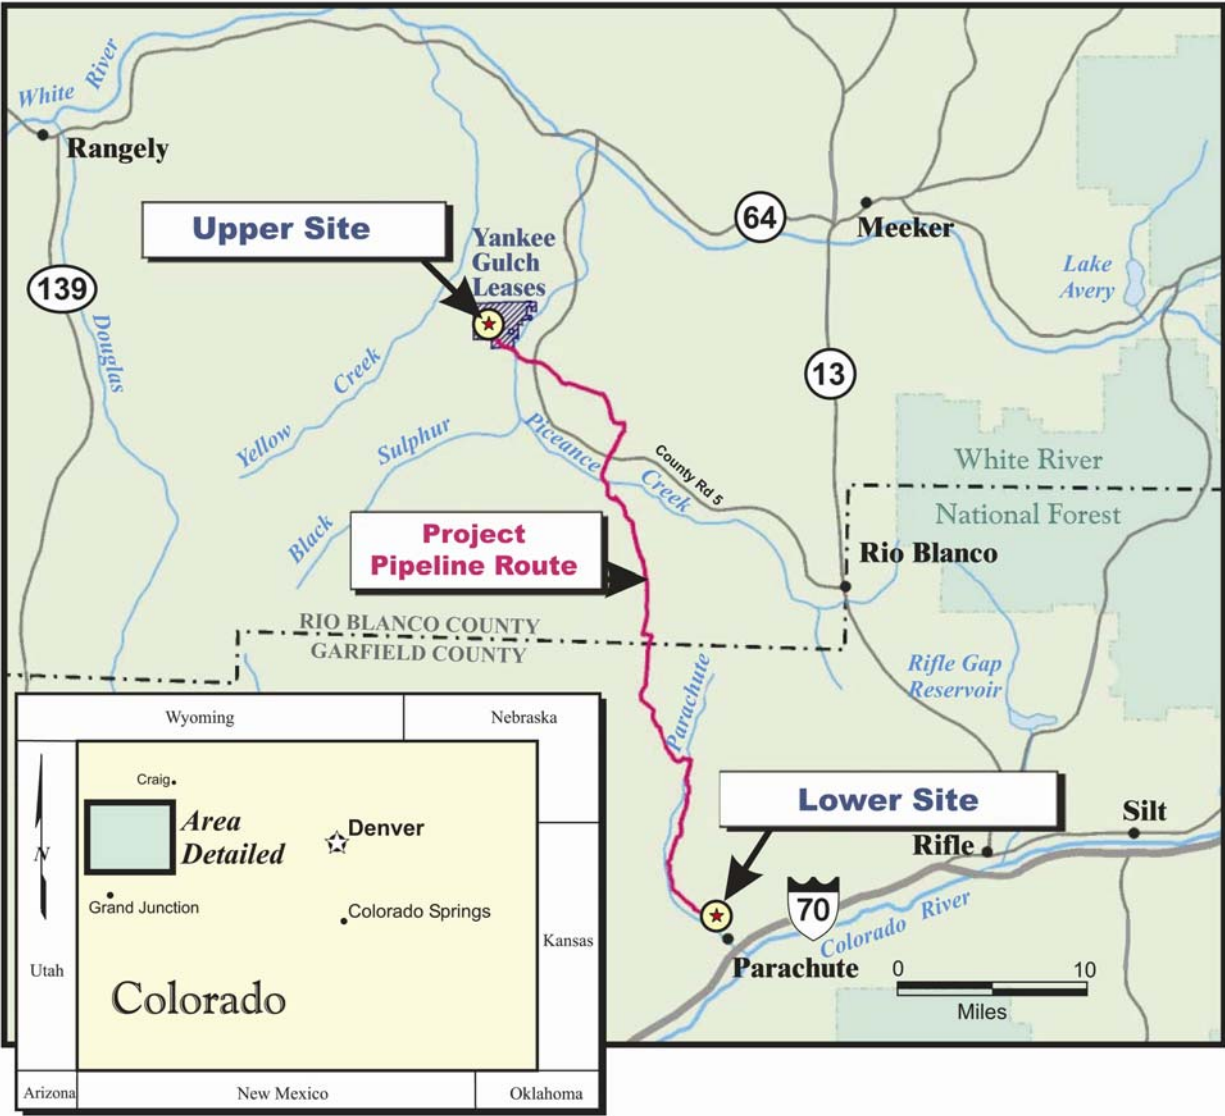 White River
Rangely
Upper Site
Yankee
Gulch
Leases
64
Meeker
139
Lake
Avery
Douglas
Creek
Yellow
13
Sulphur
Black
Piceance
Creek
County Rd 5
White River
National Forest
Project
Pipeline Route
Rio Blanco
RIO BLANCO COUNTY
GARFIELD COUNTY
Parachute
Rifle Gap
Reservoir
Lower Site
Silt
Rifle
70
Colorado River
Parachute
0 10
Miles
Wyoming
Nebraska
Craig
Area
Detailed
Denver
N
Grand Junction
Colorado Springs
Kansas
Utah
Colorado
Arizona
New Mexico
Oklahoma